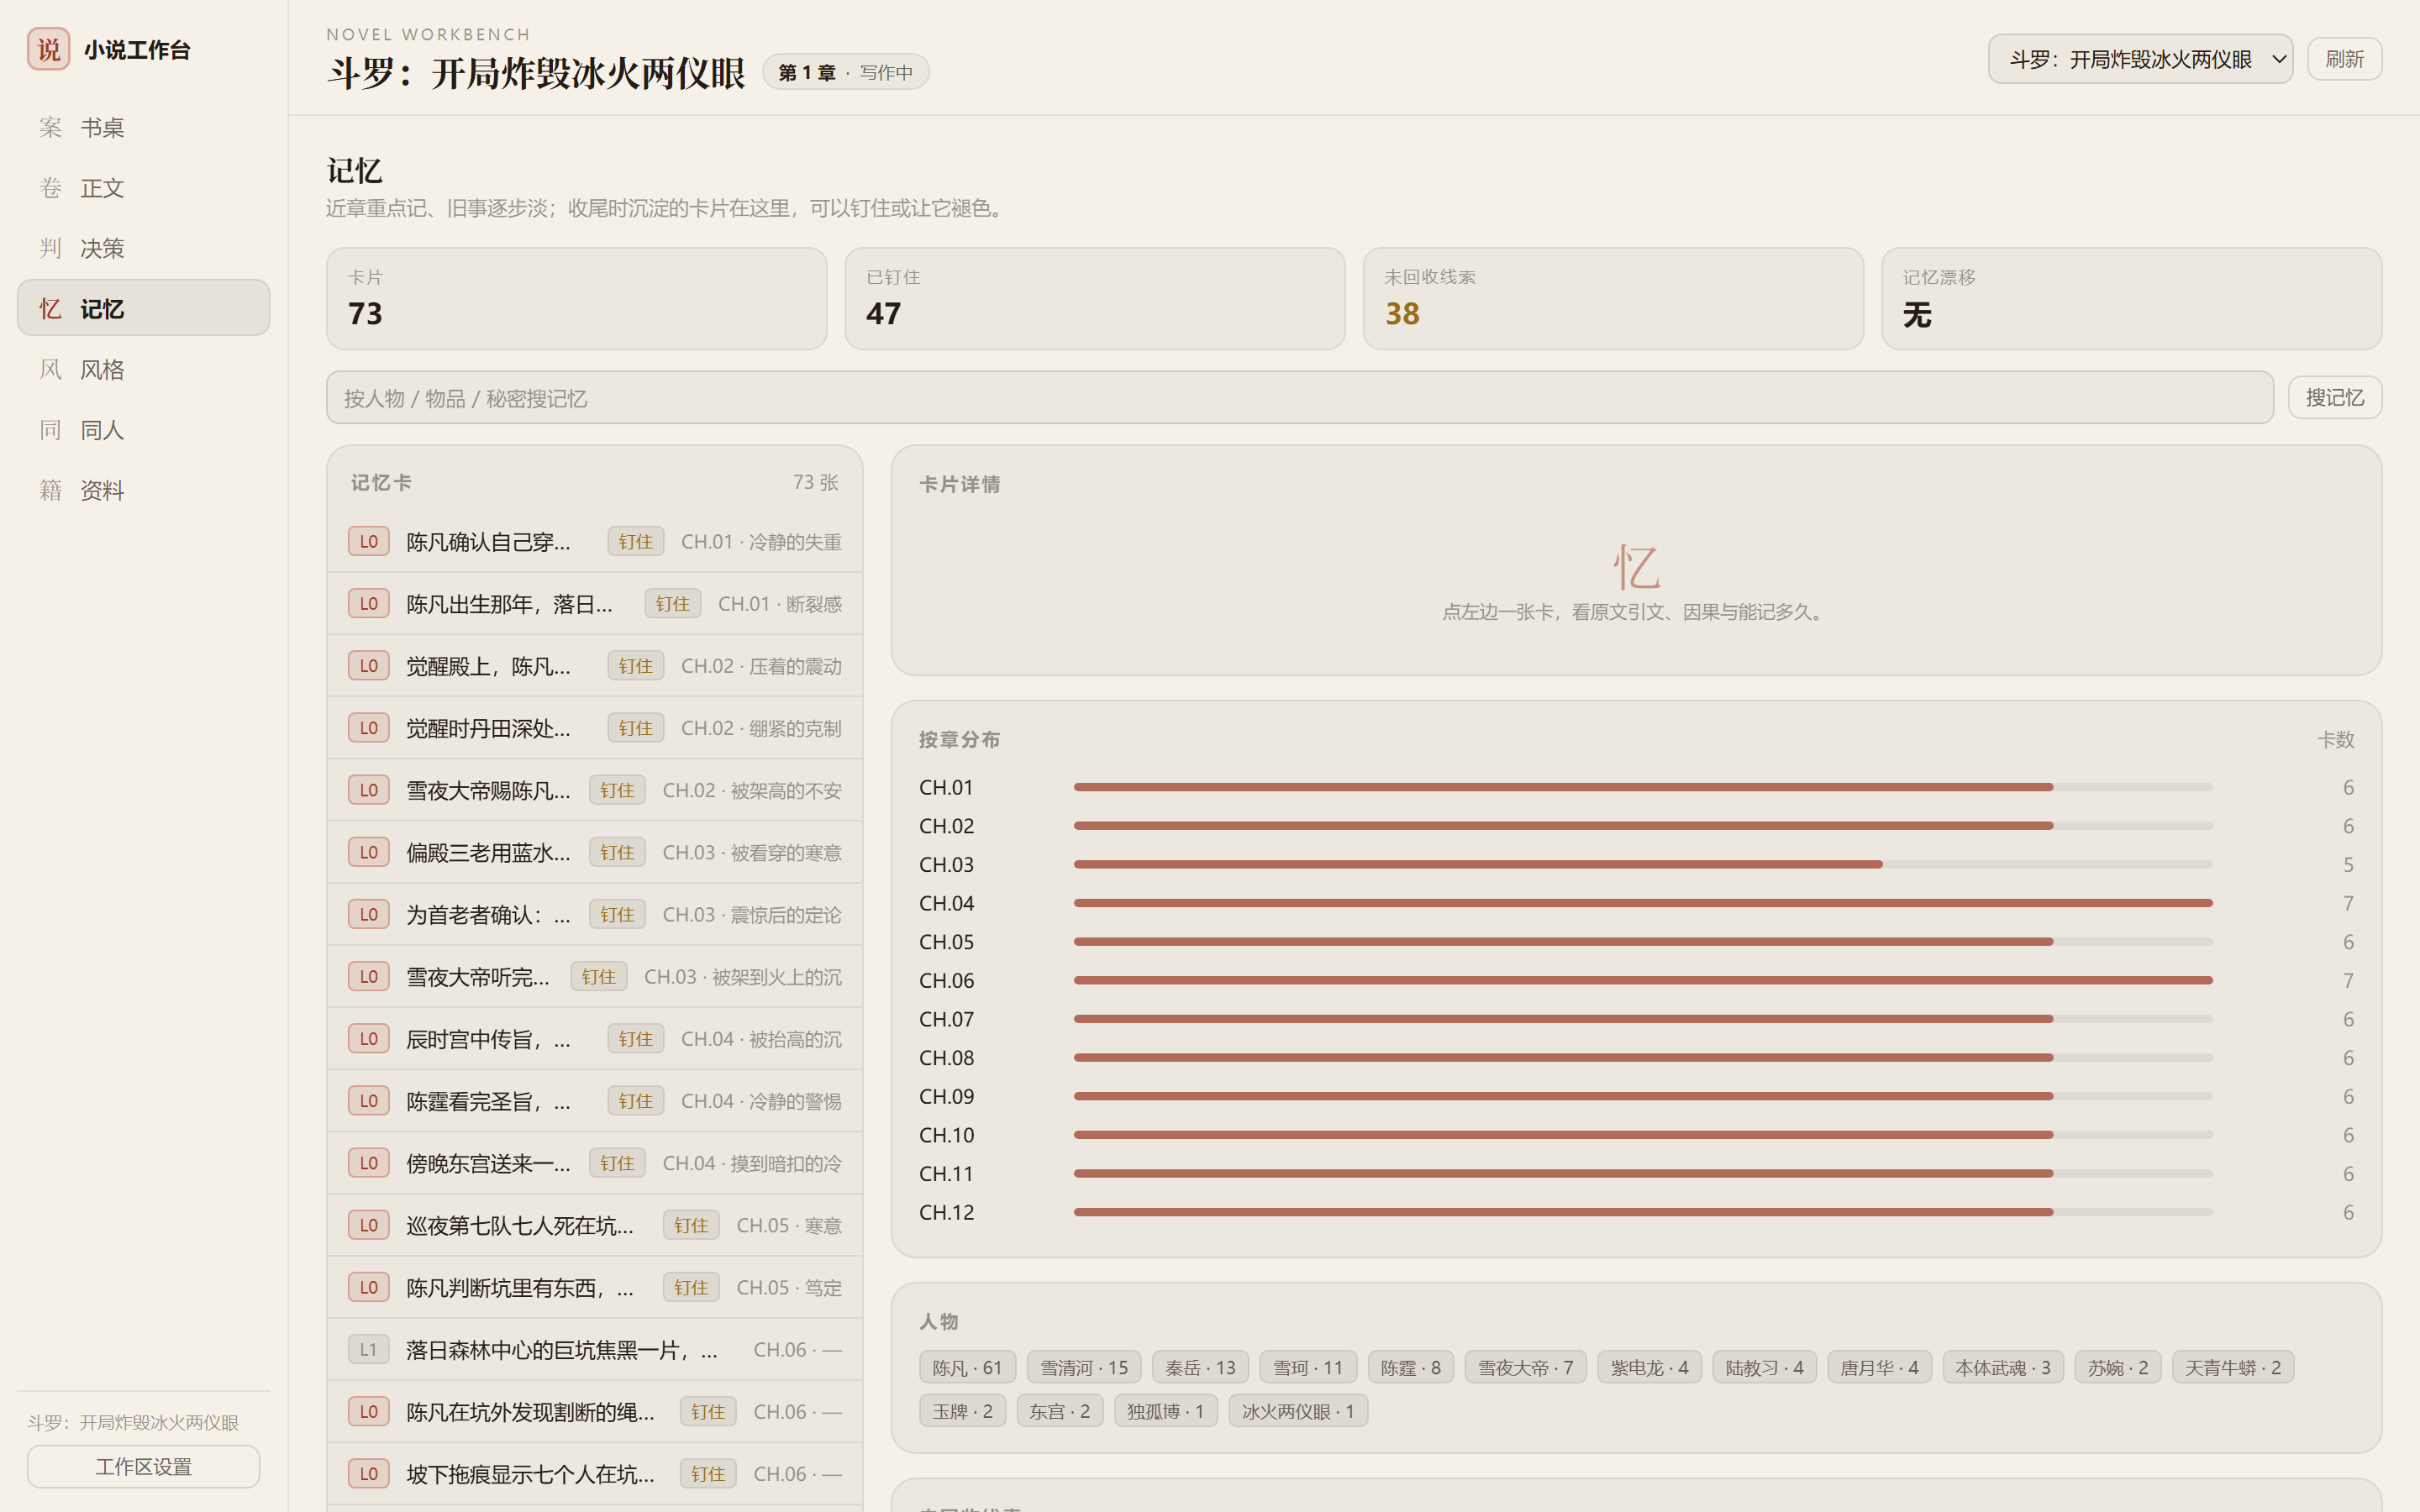 说 小说工作台
案 书桌
卷 正文
判 决策
忆 记忆
风 风格
同 同人
籍 资料
斗罗：开局炸毁冰火两仪眼
工作区设置
NOVEL WORKBENCH
斗罗：开局炸毁冰火两仪眼 第 1 章 · 写作中
斗罗：开局炸毁冰火两仪眼 刷新
记忆
近章重点记、旧事逐步淡；收尾时沉淀的卡片在这里，可以钉住或让它褪色。
卡片
73
已钉住
47
未回收线索
38
记忆漂移
无
按人物 / 物品 / 秘密搜记忆 搜记忆
记忆卡 73 张
L0 陈凡确认自己穿… 钉住 CH.01 · 冷静的失重
L0 陈凡出生那年，落日… 钉住 CH.01 · 断裂感
L0 觉醒殿上，陈凡… 钉住 CH.02 · 压着的震动
L0 觉醒时丹田深处… 钉住 CH.02 · 绷紧的克制
L0 雪夜大帝赐陈凡… 钉住 CH.02 · 被架高的不安
L0 偏殿三老用蓝水… 钉住 CH.03 · 被看穿的寒意
L0 为首老者确认：… 钉住 CH.03 · 震惊后的定论
L0 雪夜大帝听完… 钉住 CH.03 · 被架到火上的沉
L0 辰时宫中传旨，… 钉住 CH.04 · 被抬高的沉
L0 陈霆看完圣旨，… 钉住 CH.04 · 冷静的警惕
L0 傍晚东宫送来一… 钉住 CH.04 · 摸到暗扣的冷
L0 巡夜第七队七人死在坑… 钉住 CH.05 · 寒意
L0 陈凡判断坑里有东西，… 钉住 CH.05 · 笃定
L1 落日森林中心的巨坑焦黑一片，… CH.06 · —
L0 陈凡在坑外发现割断的绳… 钉住 CH.06 · —
L0 坡下拖痕显示七个人在坑… 钉住 CH.06 · —
卡片详情
忆
点左边一张卡，看原文引文、因果与能记多久。
按章分布 卡数
CH.01 6
CH.02 6
CH.03 5
CH.04 7
CH.05 6
CH.06 7
CH.07 6
CH.08 6
CH.09 6
CH.10 6
CH.11 6
CH.12 6
人物
陈凡 · 61 雪清河 · 15 秦岳 · 13 雪珂 · 11 陈霆 · 8 雪夜大帝 · 7 紫电龙 · 4 陆教习 · 4 唐月华 · 4 本体武魂 · 3 苏婉 · 2 天青牛蟒 · 2
玉牌 · 2 东宫 · 2 独孤博 · 1 冰火两仪眼 · 1